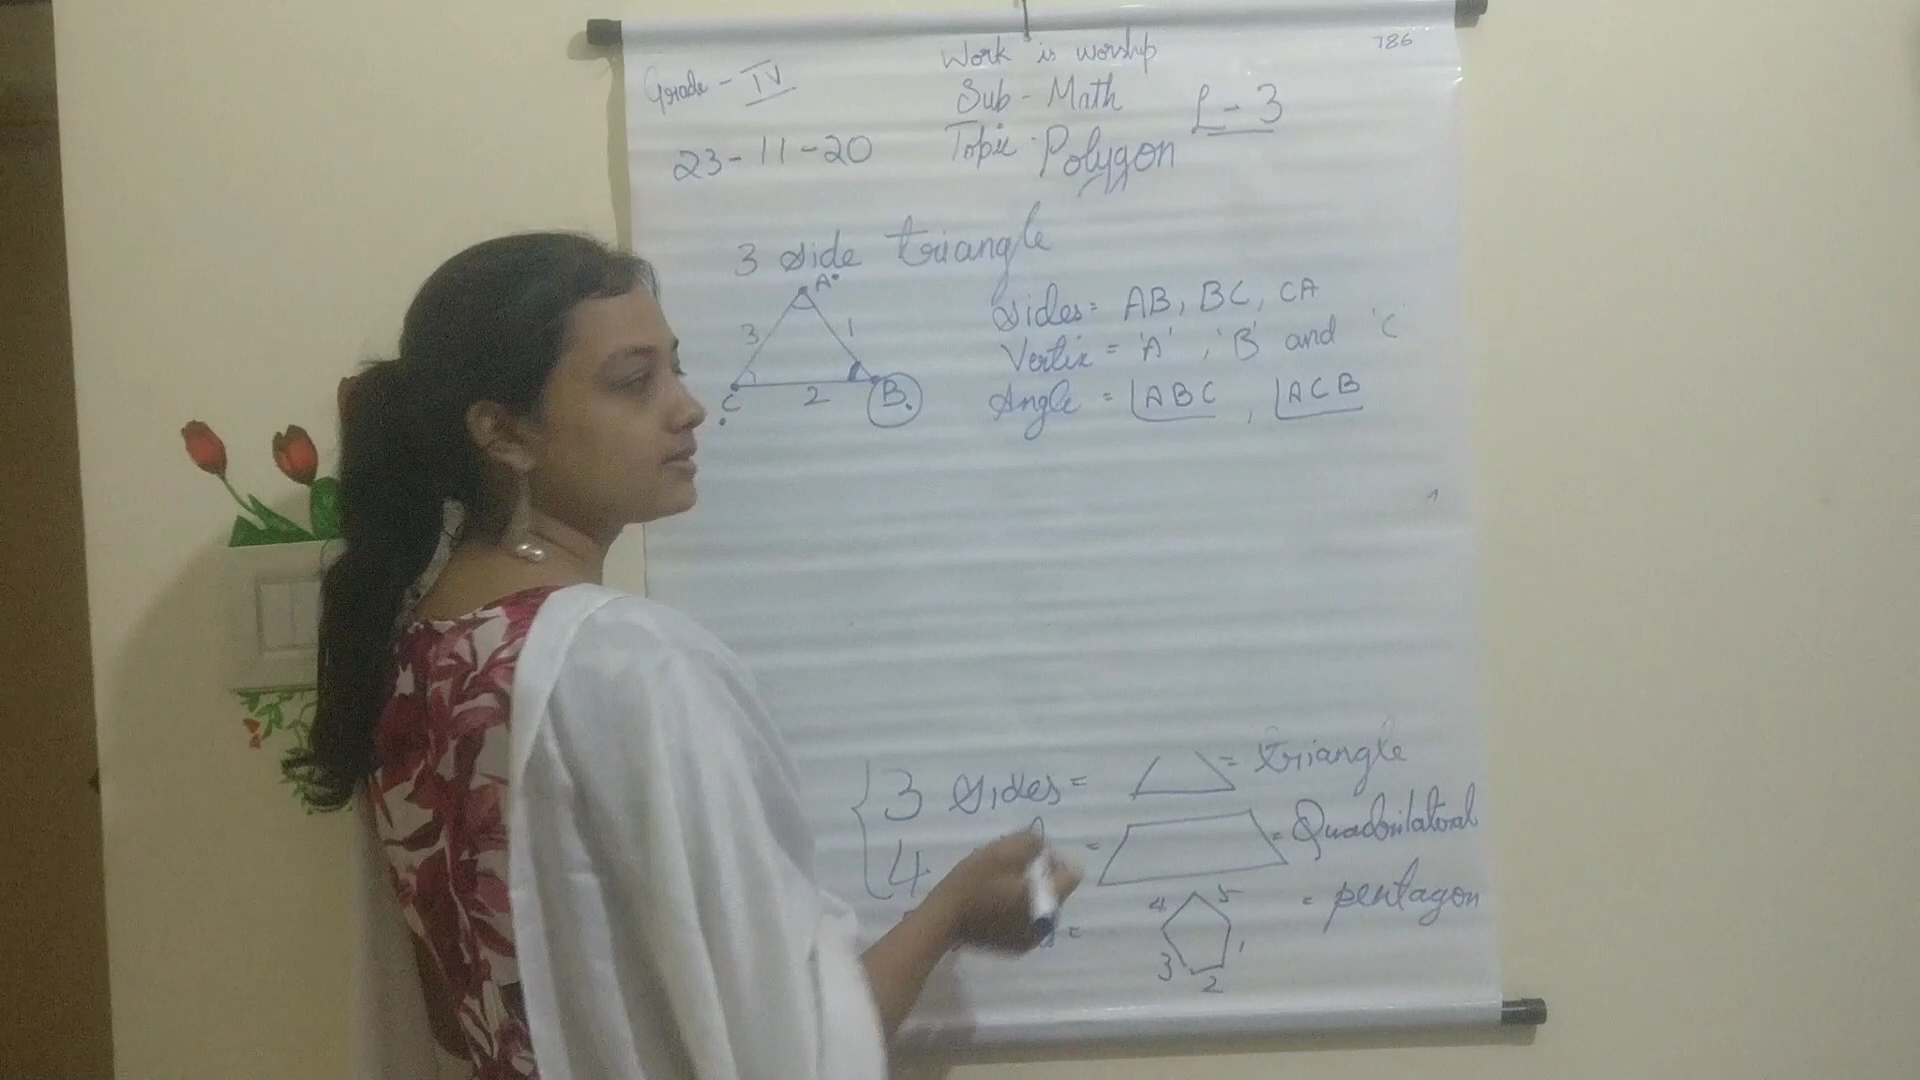 Work is worship
786
Grade - IV
Sub - Math
L - 3
23-11-20
Topic - Polygon
3 side triangle
A
3
1
C
2
B
Sides = AB, BC, CA
Vertix = 'A' , 'B' and 'C
Angle = ABC , ACB
3 sides = = triangle
4 = = Quadrilatoral
= = pentagon
4 5
3 2 1